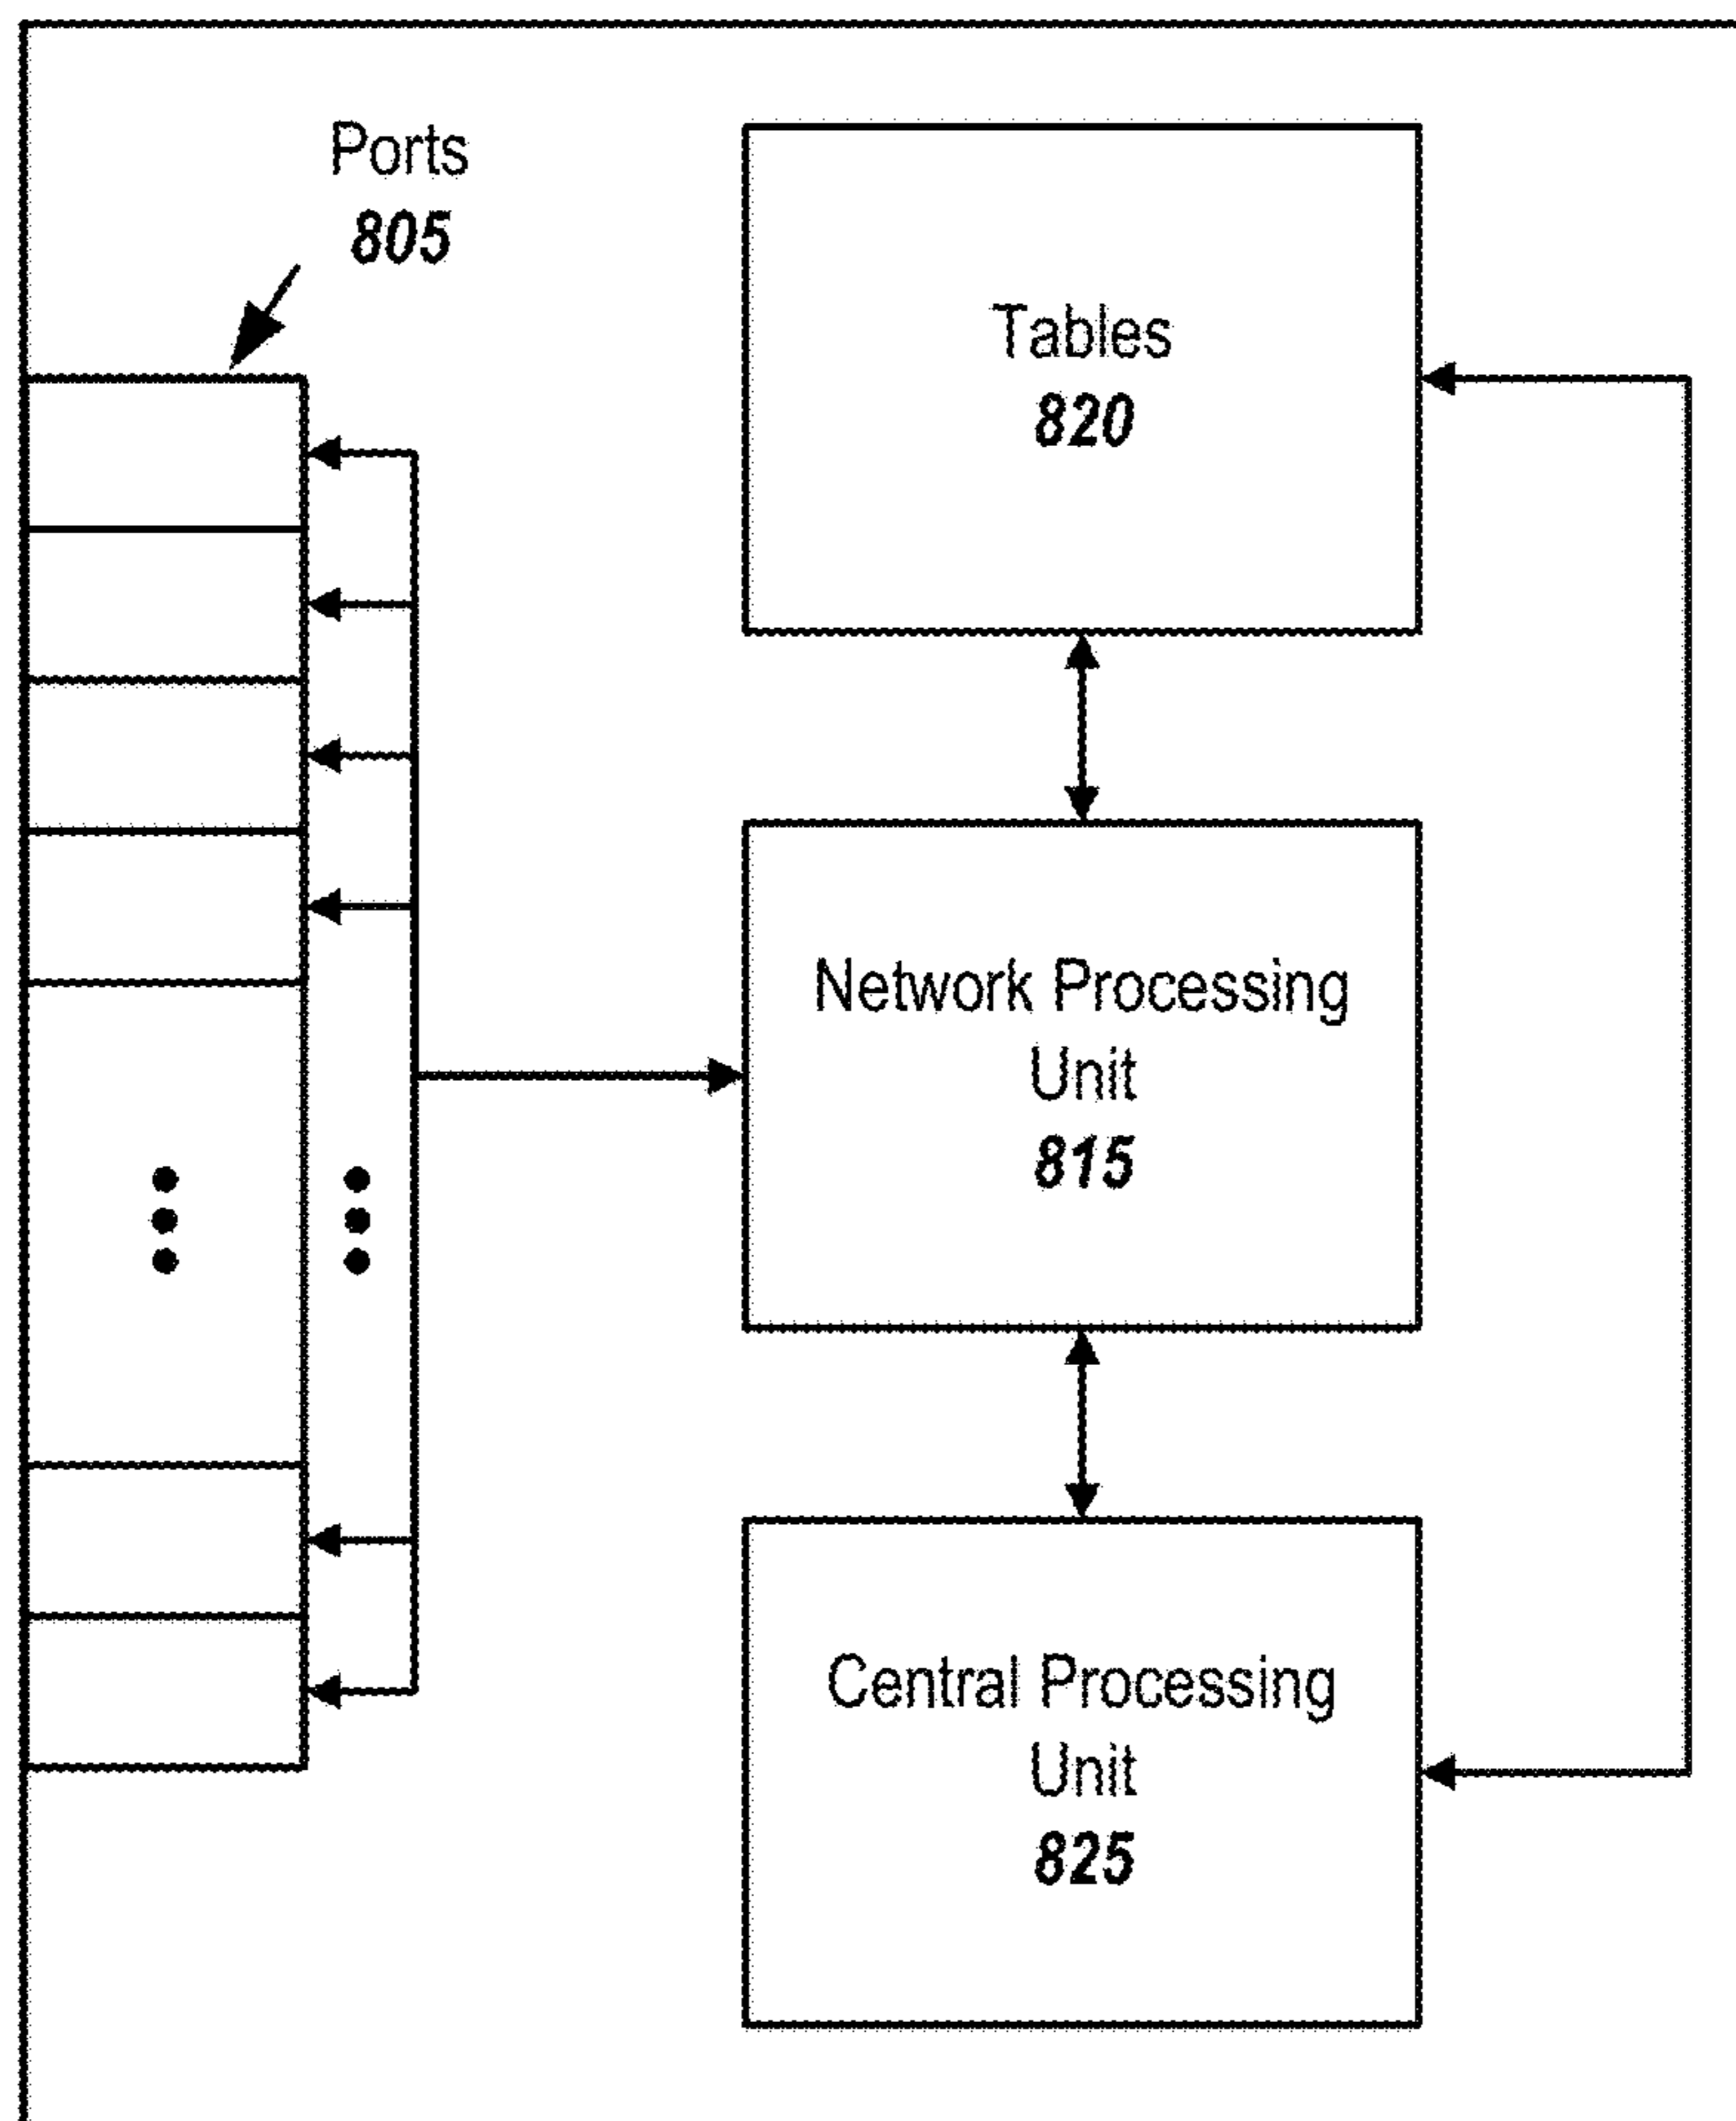 Ports
805
Tables
820
Network Processing
Unit
815
Central Processing
Unit
825